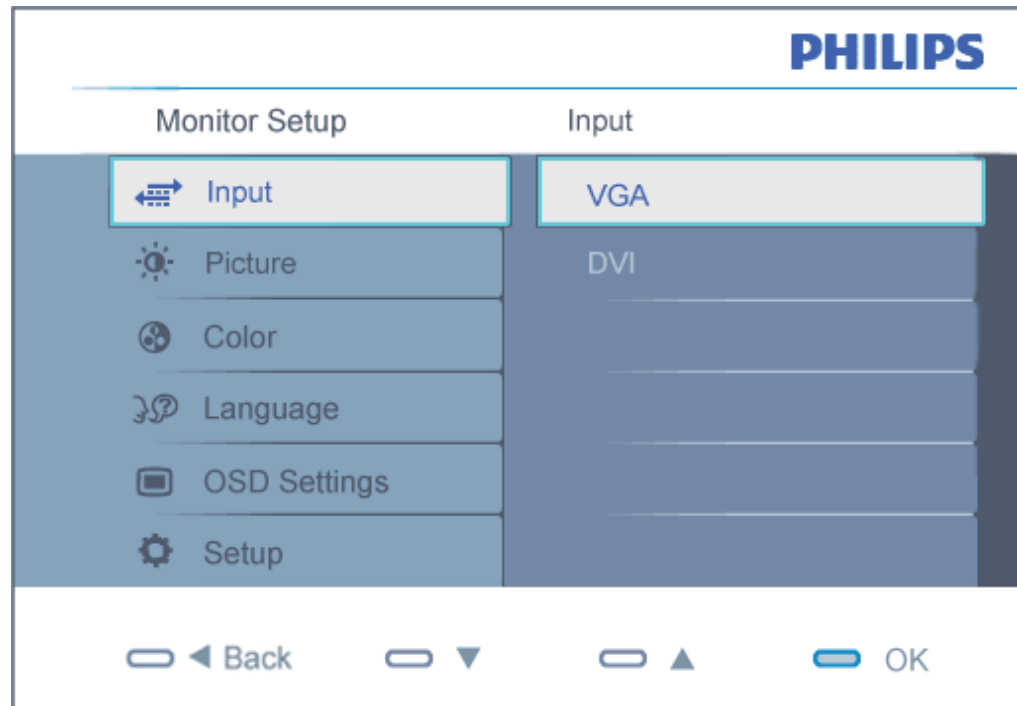 PHILIPS
Monitor Setup Input
Input VGA
Picture DVI
Color
Language
OSD Settings
Setup
Back OK